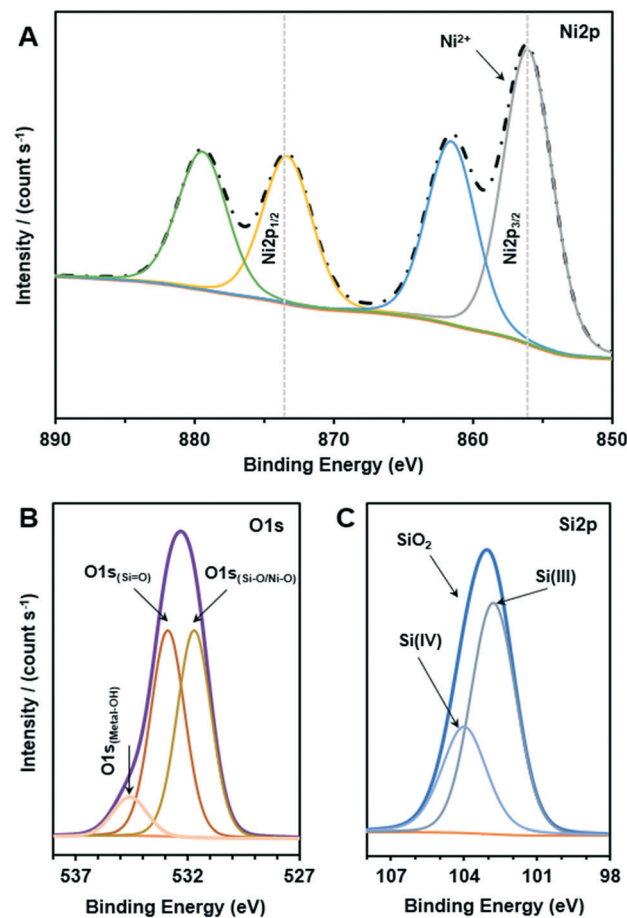 A
Ni2p
Ni²⁺
Ni2p₁/₂
Ni2p₃/₂
Intensity / (count s⁻¹)
890
880
870
860
850
Binding Energy (eV)
B
O1s
O1s(Si=O)
O1s(Si-O/Ni-O)
O1s(Metal-OH)
Intensity / (count s⁻¹)
537
532
527
Binding Energy (eV)
C
Si2p
SiO₂
Si(III)
Si(IV)
107
104
101
98
Binding Energy (eV)